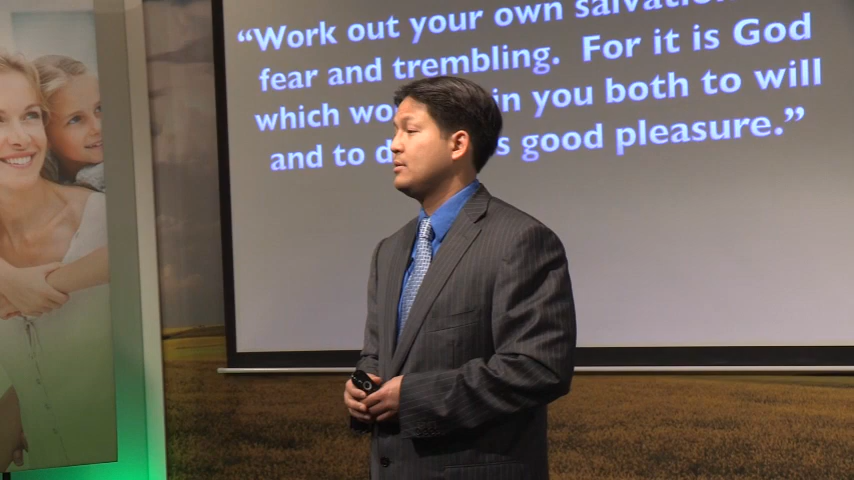 “Work out your own salvation
fear and trembling. For it is God
which in you both to will
and to good pleasure.”